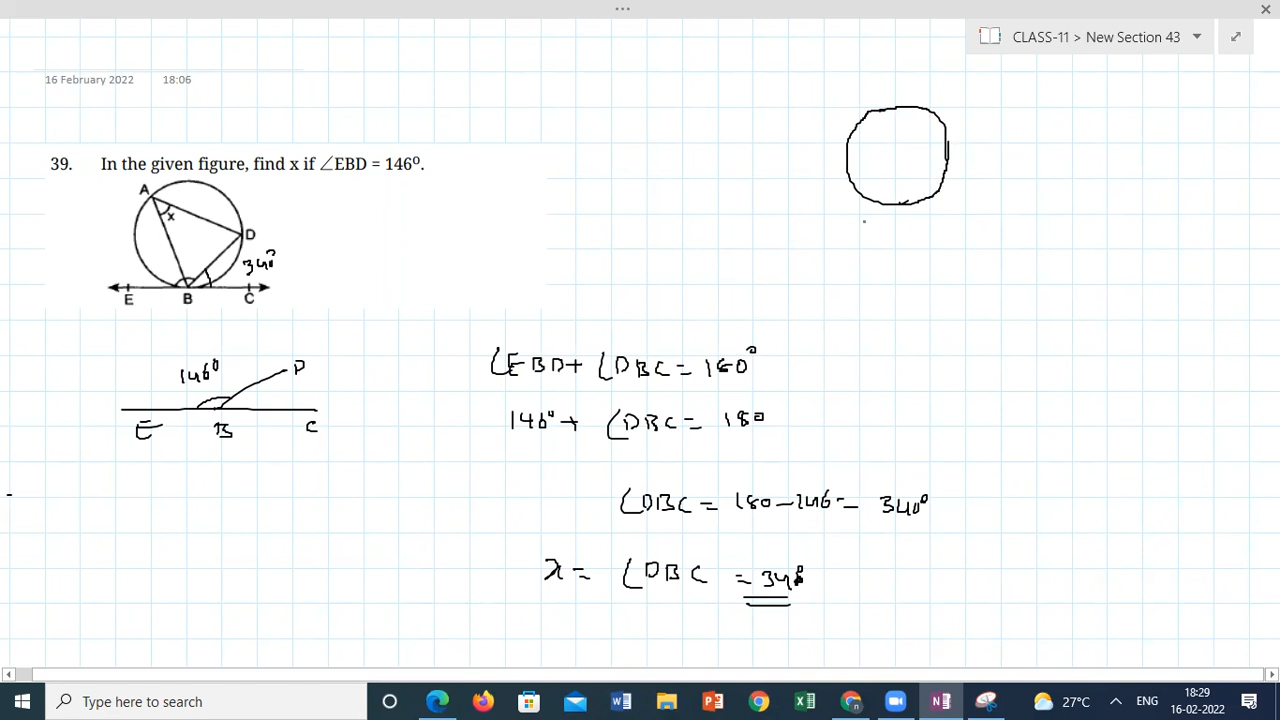 CLASS-11 > New Section 43
16 February 2022 18:06
39. In the given figure, find x if ∠EBD = 146⁰.
A
x
D
34°
E B C
146° D
E B C
∠EBD + ∠DBC = 180°
146° + ∠DBC = 180
∠DBC = 180 - 146 = 34°
x = ∠DBC = 34°
Type here to search
27°C
ENG
18:29
16-02-2022